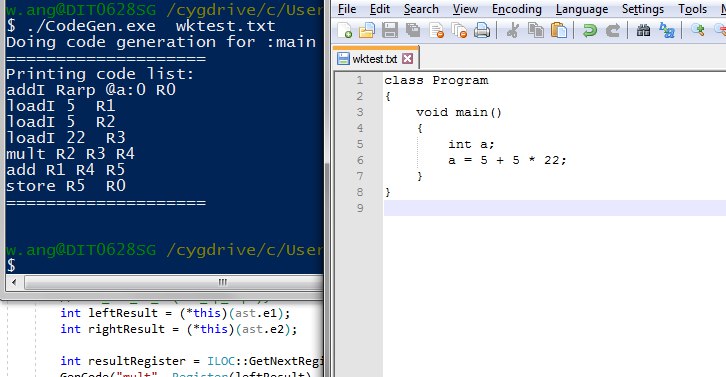 w.ang@DIT0628SG /cygdrive/c/User
$ ./CodeGen.exe  wktest.txt
Doing code generation for :main
====================
Printing code list:
addI Rarp @a:0 R0
loadI 5  R1
loadI 5  R2
loadI 22  R3
mult R2 R3 R4
add R1 R4 R5
store R5  R0
====================
w.ang@DIT0628SG /cygdrive/c/User
$
int leftResult = (*this)(ast.e1);
int rightResult = (*this)(ast.e2);
int resultRegister = ILOC::GetNextRegi
GenCode("mult", Register(leftResult),
File Edit Search View Encoding Language Settings Tools
wktest.txt
1 class Program
2 {
3     void main()
4     {
5         int a;
6         a = 5 + 5 * 22;
7     }
8 }
9